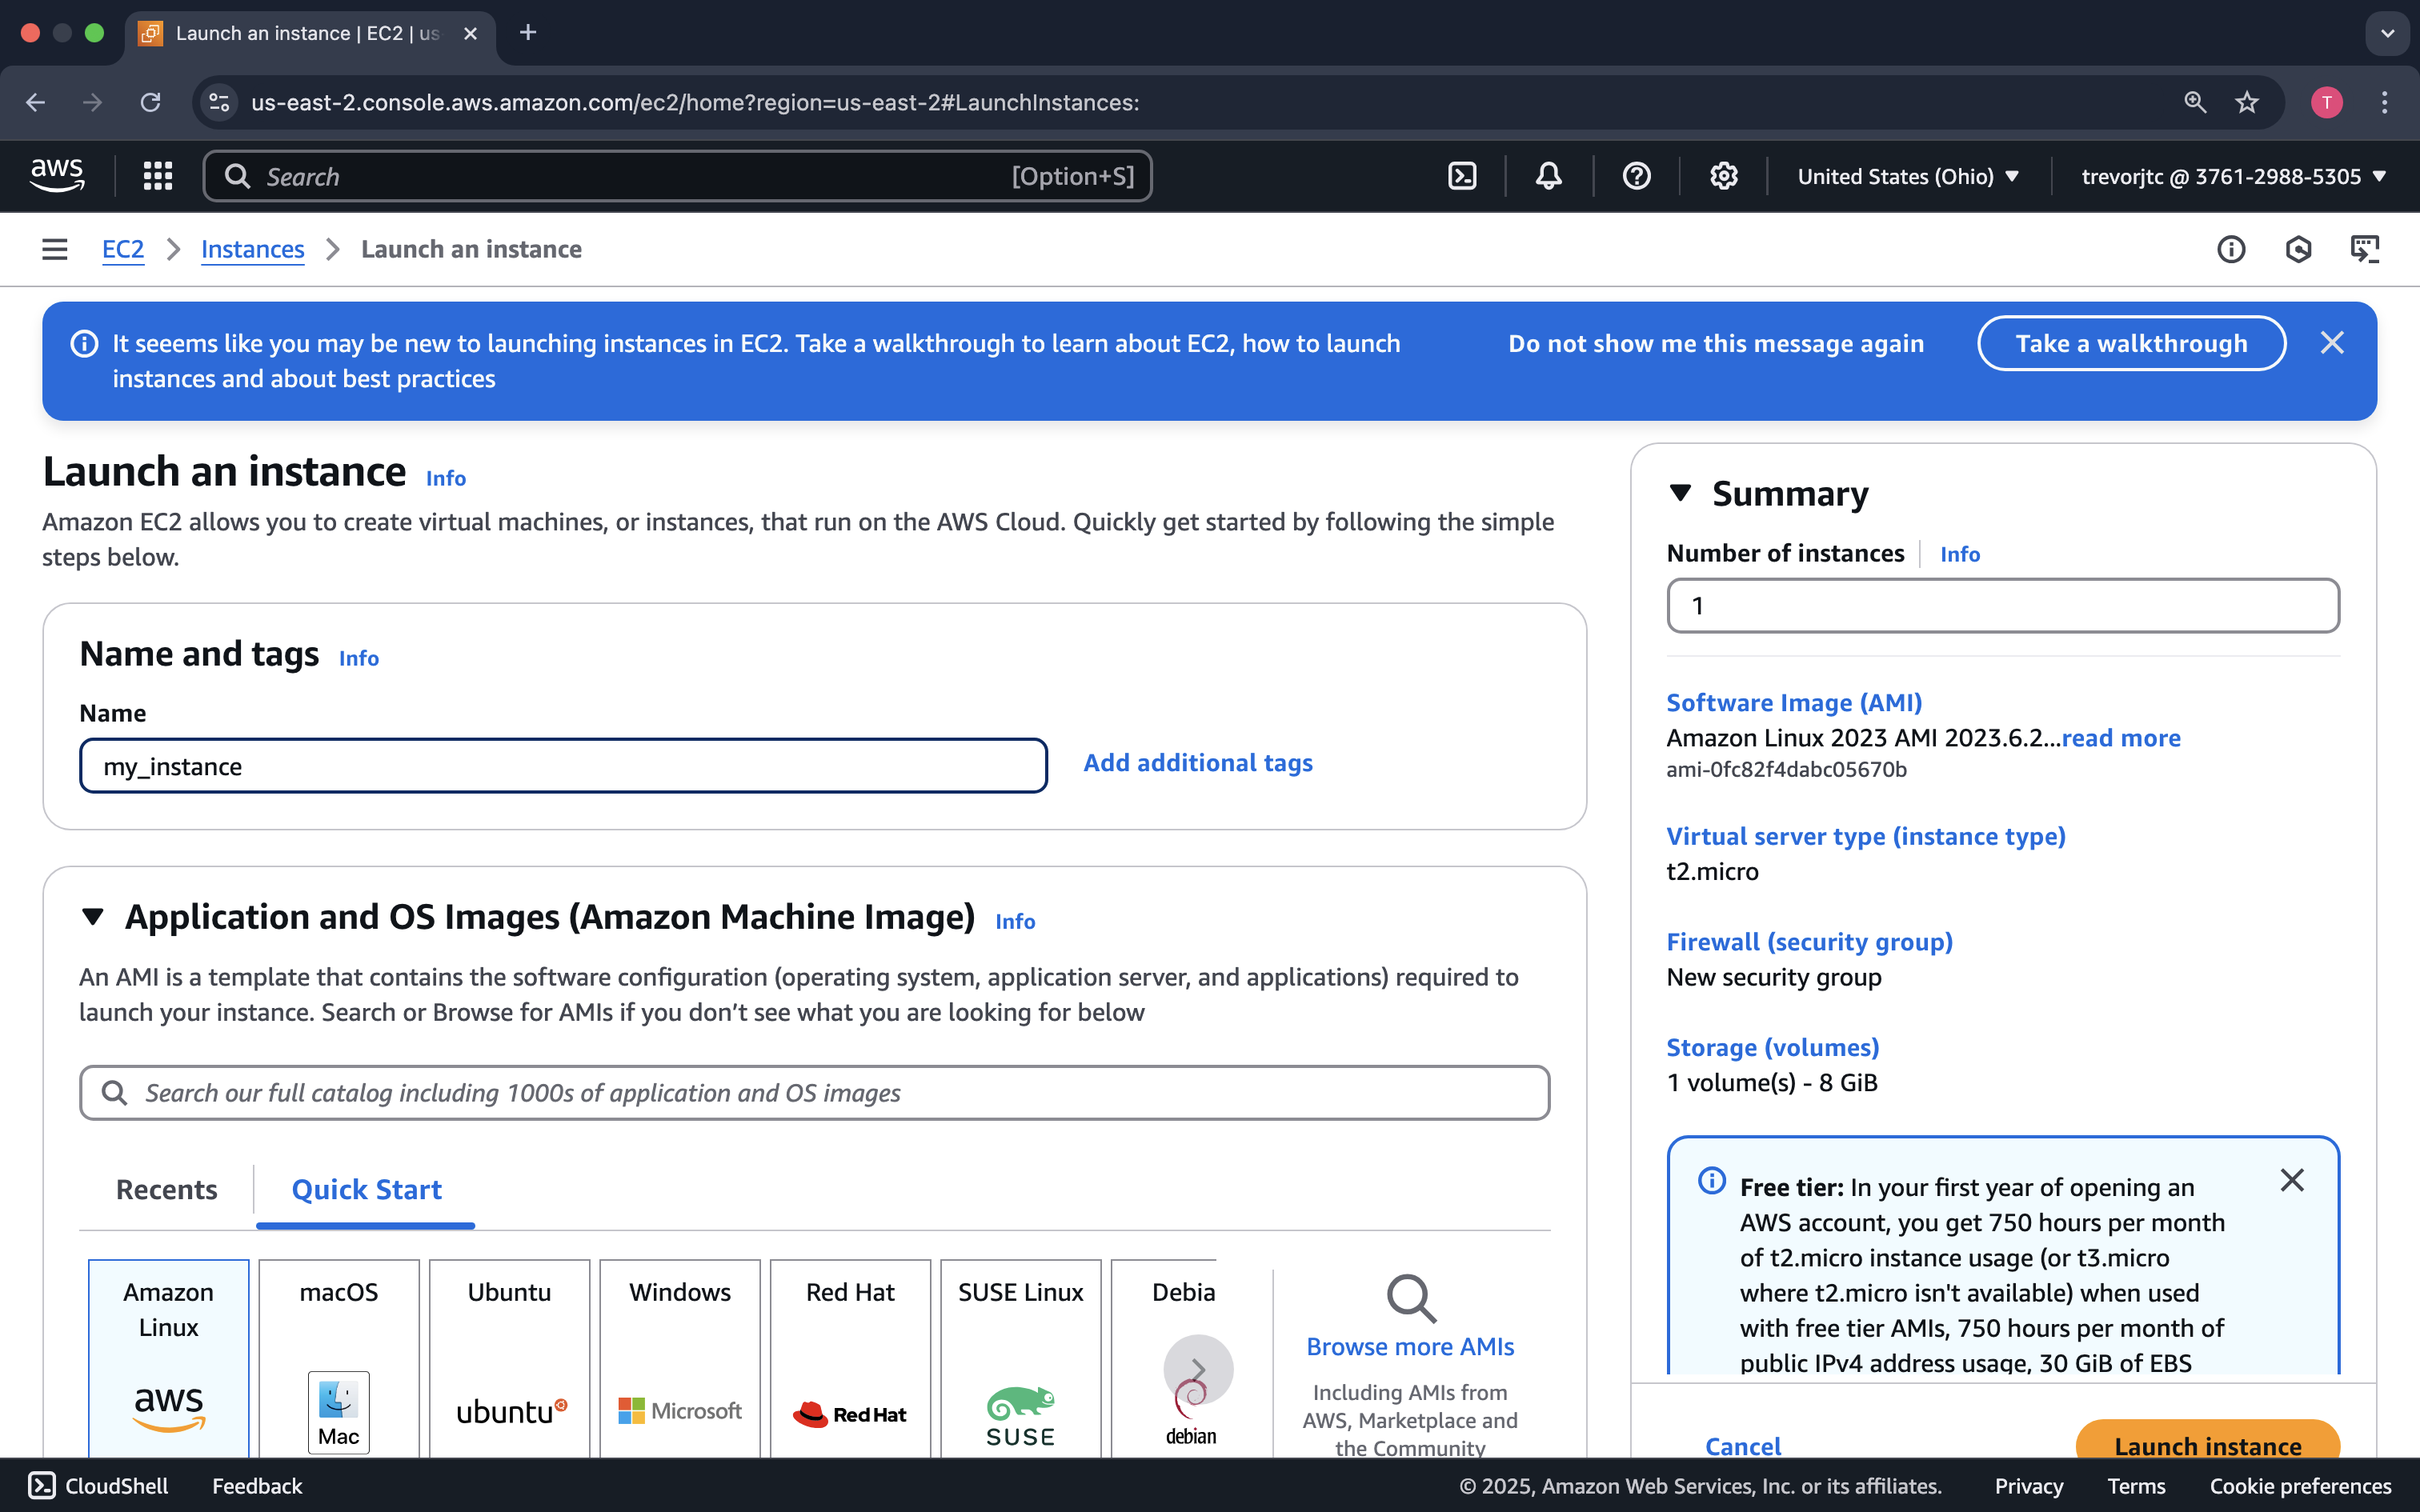 Launch an instance | EC2 | us
us-east-2.console.aws.amazon.com/ec2/home?region=us-east-2#LaunchInstances:
T
aws
Search
[Option+S]
United States (Ohio)
trevorjtc @ 3761-2988-5305
EC2
Instances
Launch an instance
It seeems like you may be new to launching instances in EC2. Take a walkthrough to learn about EC2, how to launch
instances and about best practices
Do not show me this message again
Take a walkthrough
Launch an instance Info
Amazon EC2 allows you to create virtual machines, or instances, that run on the AWS Cloud. Quickly get started by following the simple
steps below.
Name and tags Info
Name
my_instance
Add additional tags
Application and OS Images (Amazon Machine Image) Info
An AMI is a template that contains the software configuration (operating system, application server, and applications) required to
launch your instance. Search or Browse for AMIs if you don’t see what you are looking for below
Search our full catalog including 1000s of application and OS images
Recents
Quick Start
Amazon
Linux
aws
macOS
Mac
Ubuntu
ubuntu
Windows
Microsoft
Red Hat
Red Hat
SUSE Linux
SUSE
Debia
debian
Browse more AMIs
Including AMIs from
AWS, Marketplace and
the Community
Summary
Number of instances Info
1
Software Image (AMI)
Amazon Linux 2023 AMI 2023.6.2...read more
ami-0fc82f4dabc05670b
Virtual server type (instance type)
t2.micro
Firewall (security group)
New security group
Storage (volumes)
1 volume(s) - 8 GiB
Free tier: In your first year of opening an
AWS account, you get 750 hours per month
of t2.micro instance usage (or t3.micro
where t2.micro isn't available) when used
with free tier AMIs, 750 hours per month of
public IPv4 address usage, 30 GiB of EBS
Cancel
Launch instance
CloudShell
Feedback
© 2025, Amazon Web Services, Inc. or its affiliates.
Privacy
Terms
Cookie preferences